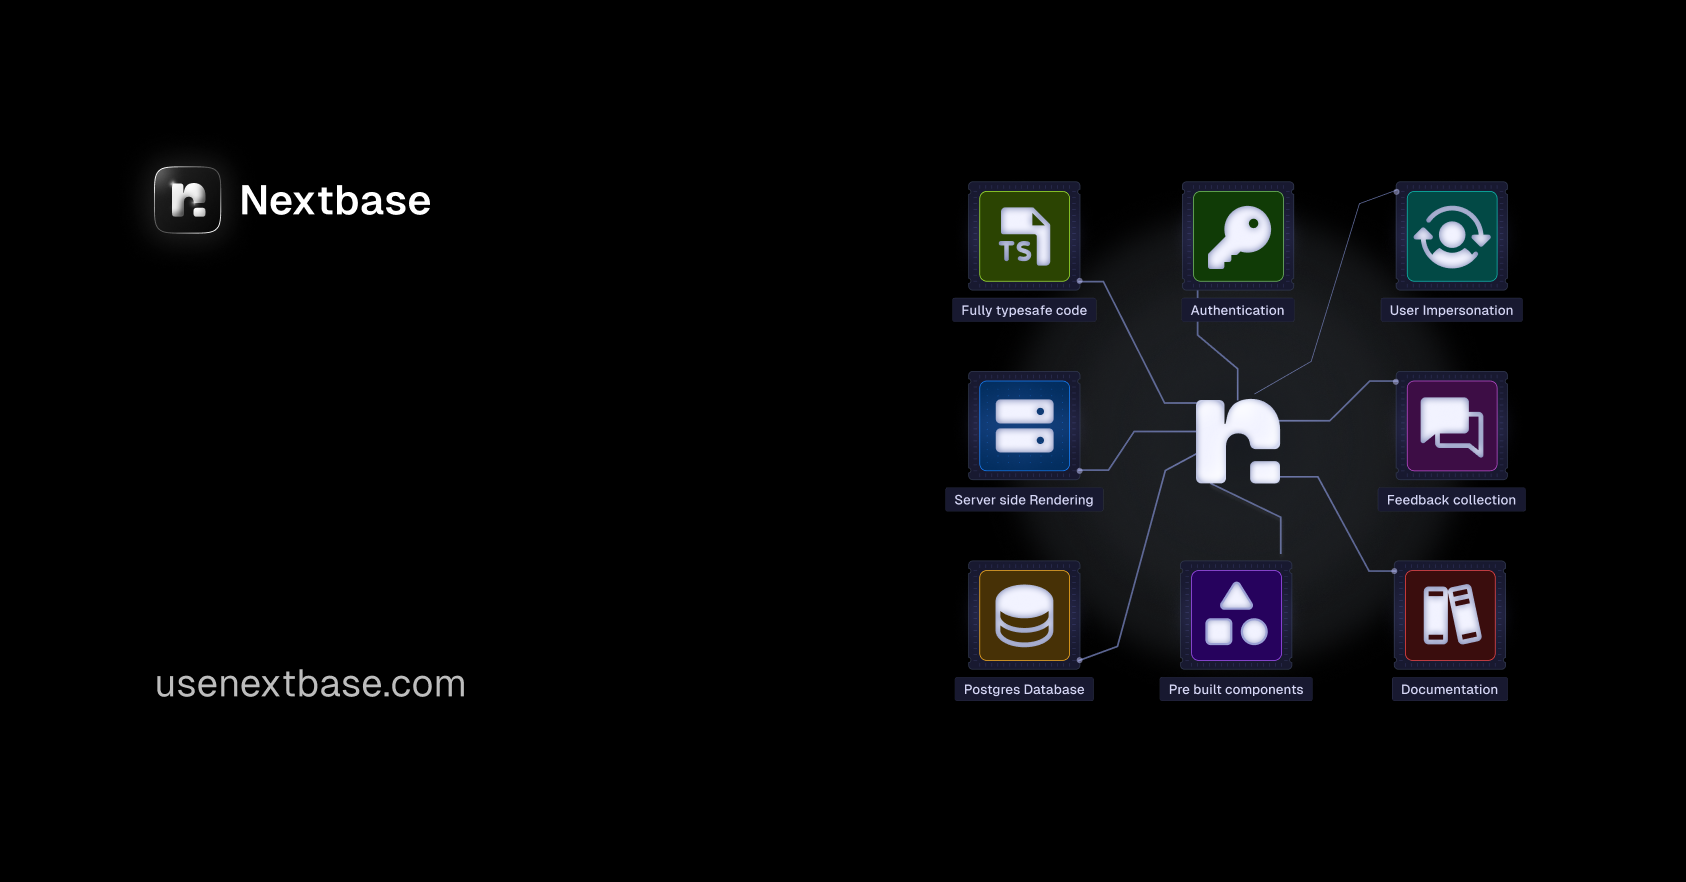 n.
Nextbase
usenextbase.com
TS
Fully typesafe code
Authentication
User Impersonation
n.
Server side Rendering
Feedback collection
Postgres Database
Pre built components
Documentation